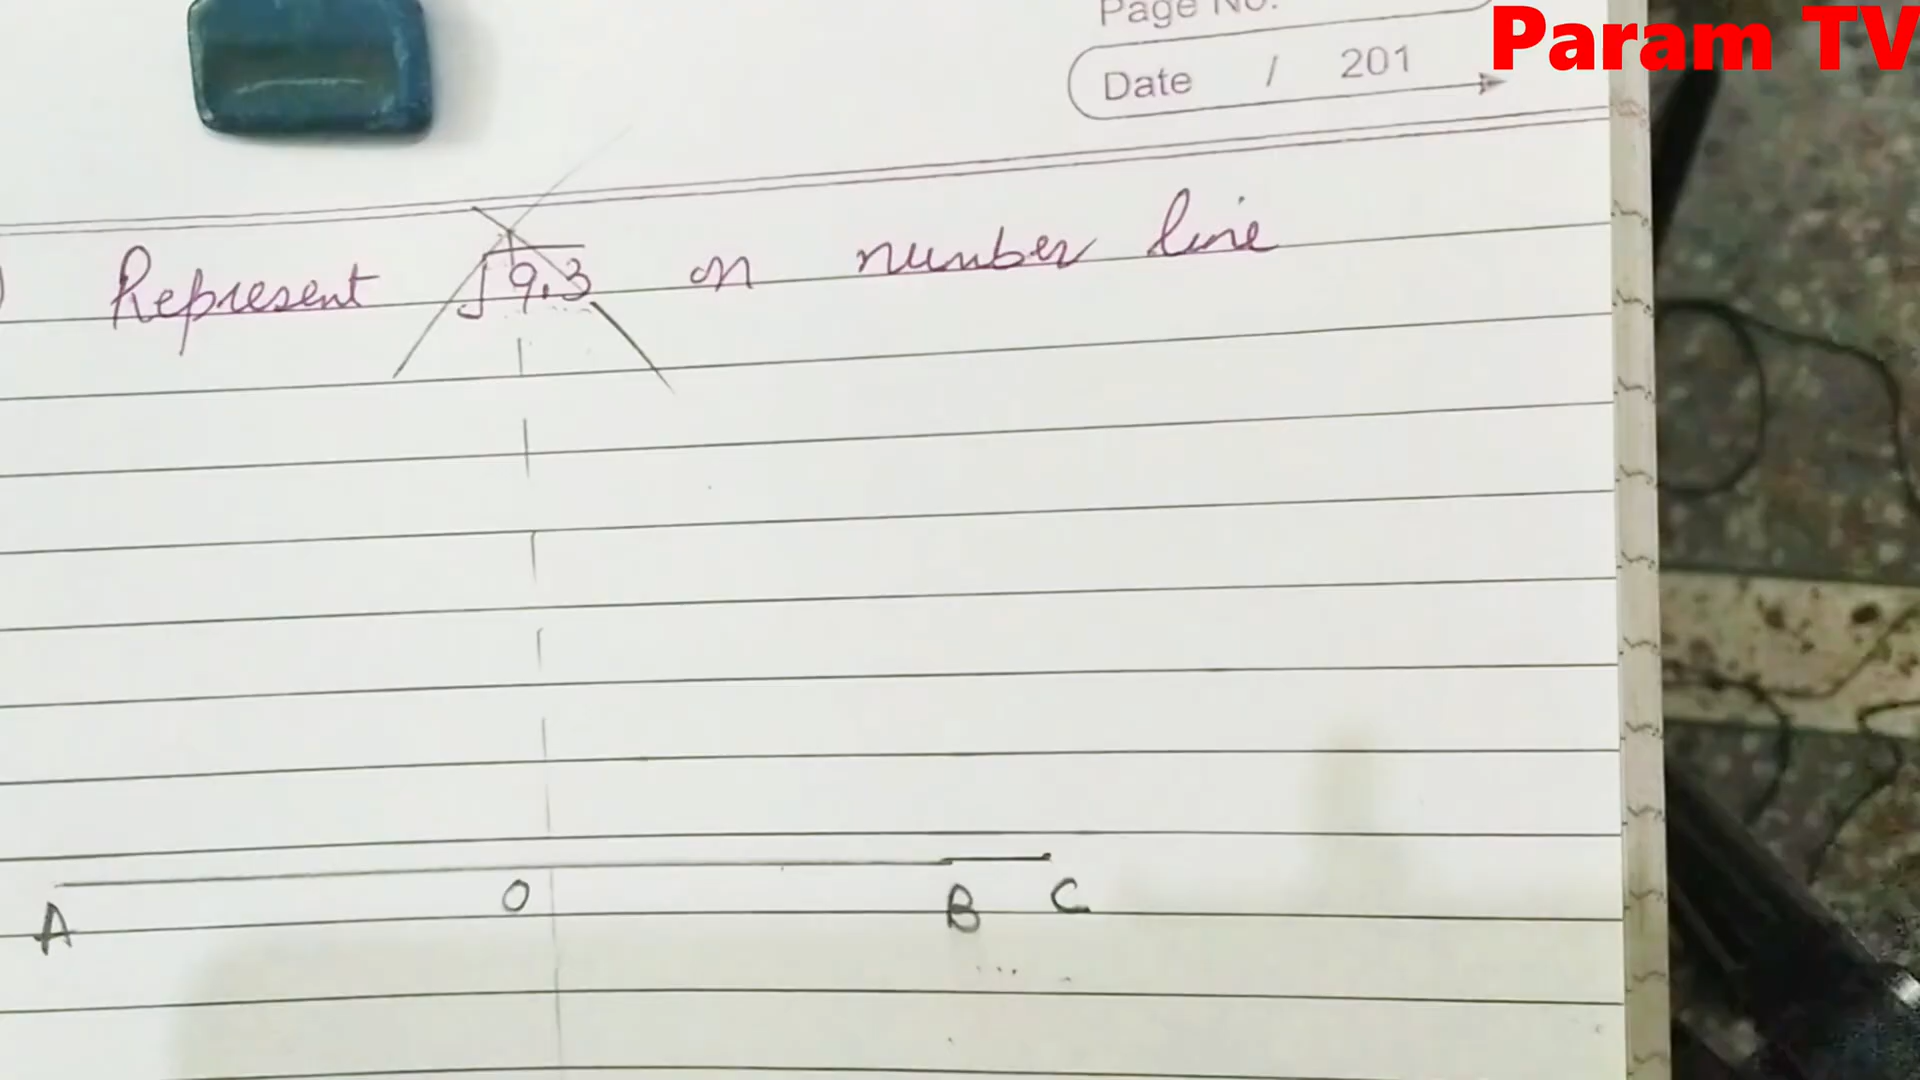 Page No.
Param TV
Date / 201
Represent √9.3 on number line
O
B C
A